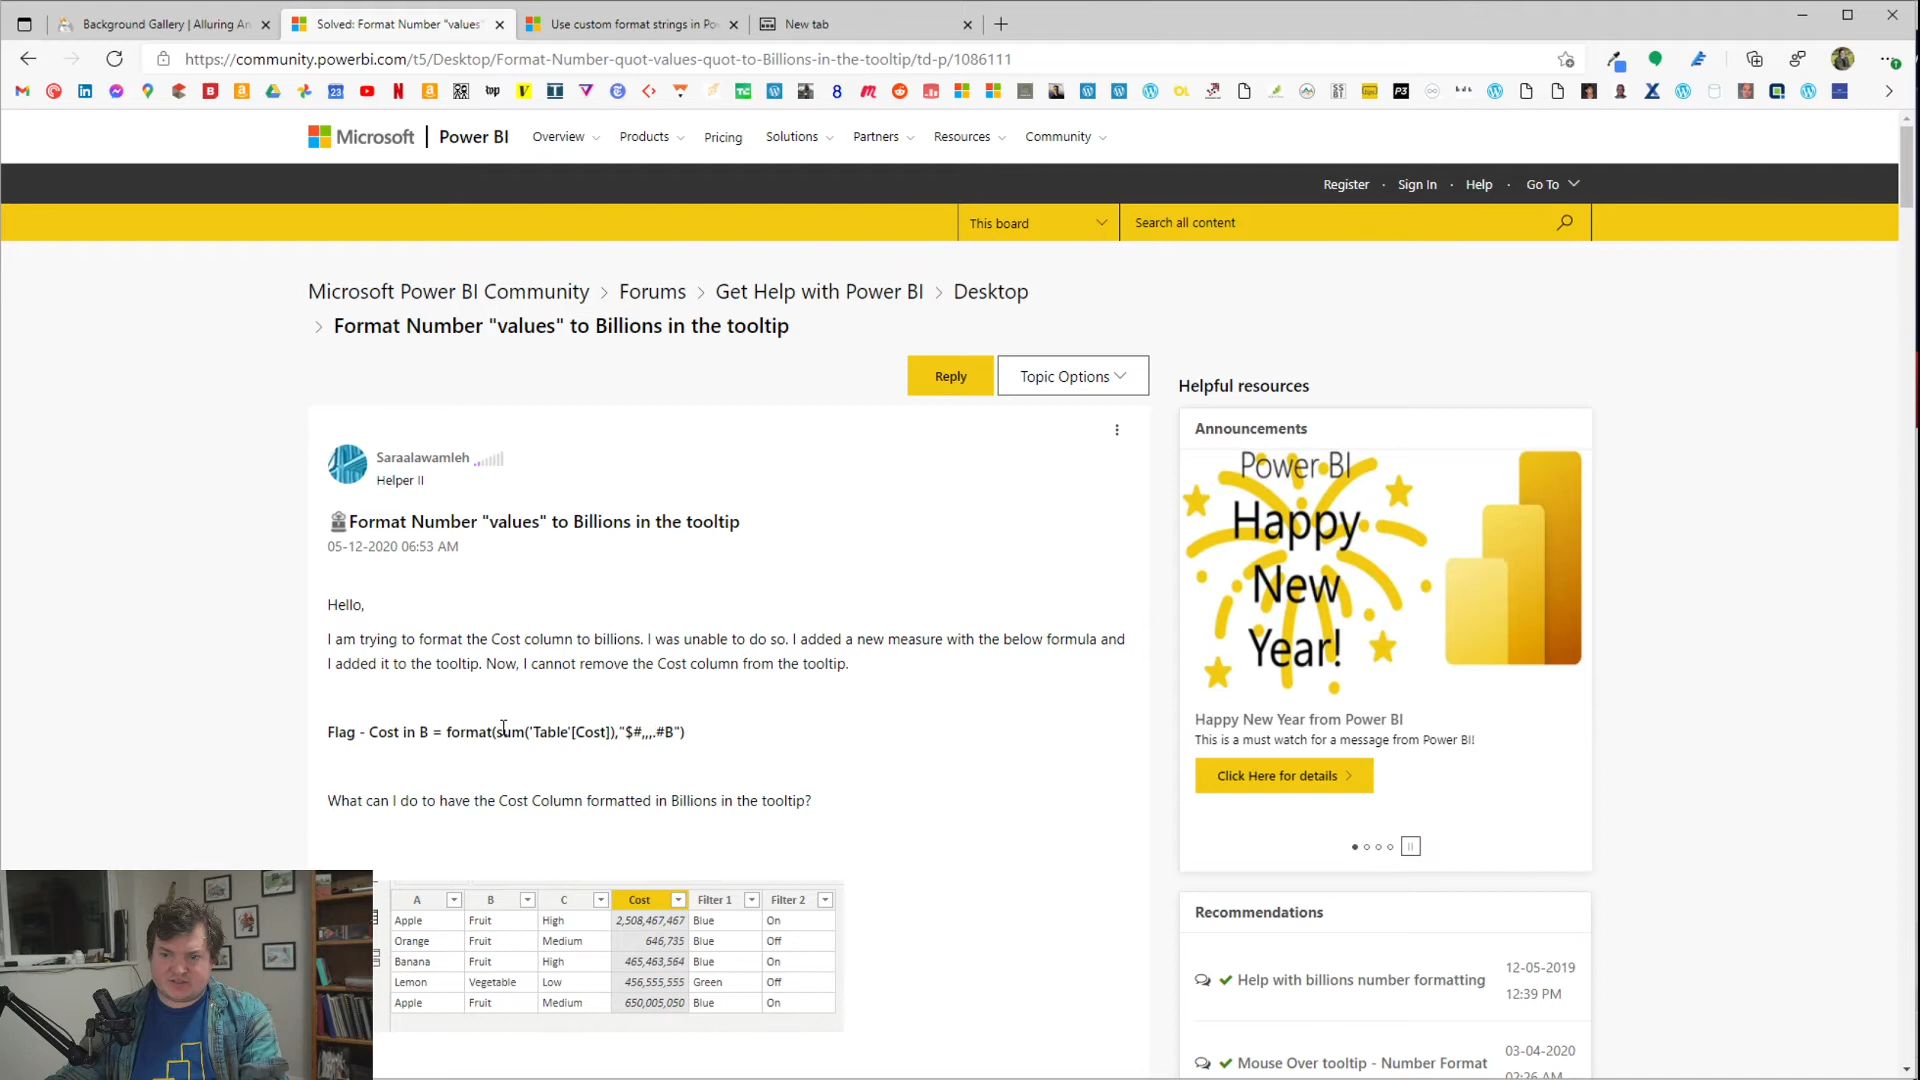 Background Gallery | Alluring An
Solved: Format Number "values"
Use custom format strings in Po
New tab
https://community.powerbi.com/t5/Desktop/Format-Number-quot-values-quot-to-Billions-in-the-tooltip/td-p/1086111
Microsoft
Power BI
Overview
Products
Pricing
Solutions
Partners
Resources
Community
Register · Sign In · Help · Go To
This board
Search all content
Microsoft Power BI Community > Forums > Get Help with Power BI > Desktop
> Format Number "values" to Billions in the tooltip
Reply
Topic Options
Saraalawamleh
Helper II
Format Number "values" to Billions in the tooltip
05-12-2020 06:53 AM
Hello,
I am trying to format the Cost column to billions. I was unable to do so. I added a new measure with the below formula and
I added it to the tooltip. Now, I cannot remove the Cost column from the tooltip.
Flag - Cost in B = format(sum('Table'[Cost]),"$#,,,.#B")
What can I do to have the Cost Column formatted in Billions in the tooltip?
A B C Cost Filter 1 Filter 2
Apple Fruit High 2,508,467,467 Blue On
Orange Fruit Medium 646,735 Blue Off
Banana Fruit High 465,463,564 Blue Off
Lemon Vegetable Low 456,555,555 Green Off
Apple Fruit Medium 650,005,050 Blue On
Helpful resources
Announcements
Power BI
Happy
New
Year!
Happy New Year from Power BI
This is a must watch for a message from Power BI!
Click Here for details >
Recommendations
Help with billions number formatting
12-05-2019
12:39 PM
Mouse Over tooltip - Number Format
03-04-2020
02:26 AM